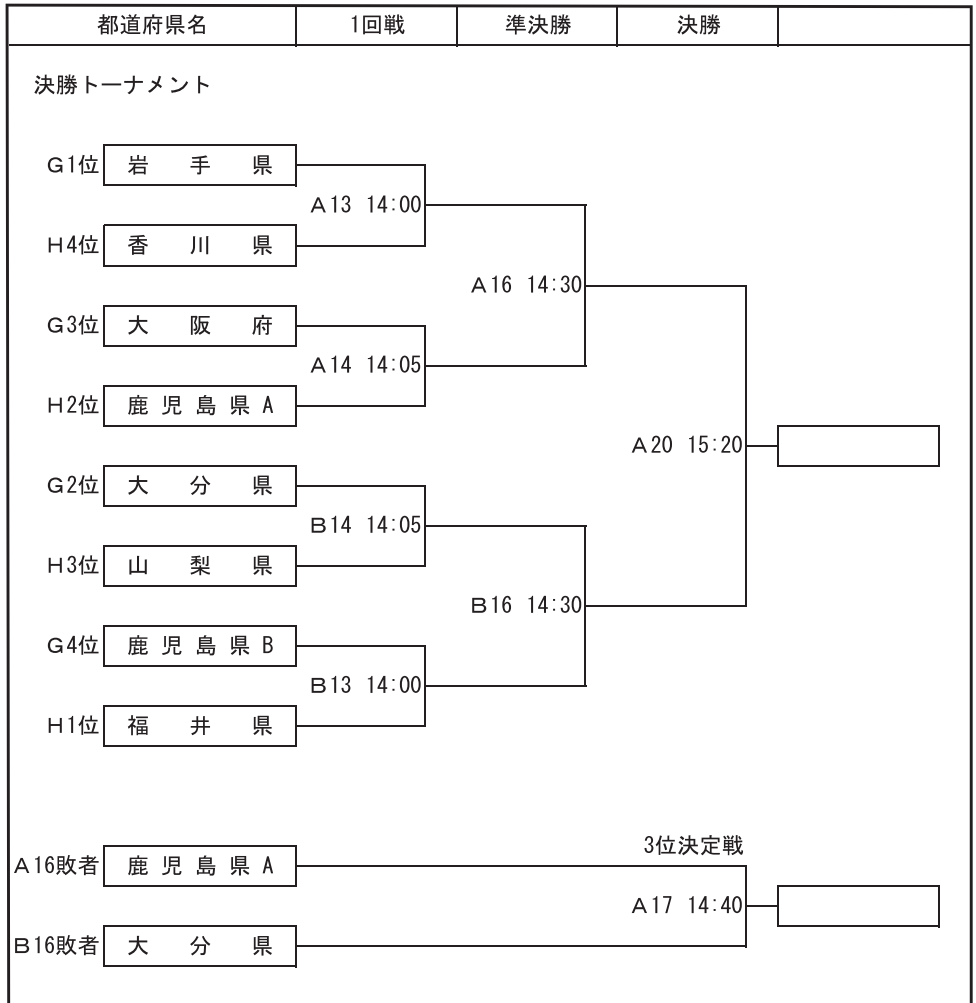 都道府県名 1回戦 準決勝 決勝
決勝トーナメント
G1位 岩手県
A13 14:00
H4位 香川県
A16 14:30
G3位 大阪府
A14 14:05
H2位 鹿児島県A
A20 15:20
G2位 大分県
B14 14:05
H3位 山梨県
B16 14:30
G4位 鹿児島県B
B13 14:00
H1位 福井県
3位決定戦
A16敗者 鹿児島県A
A17 14:40
B16敗者 大分県